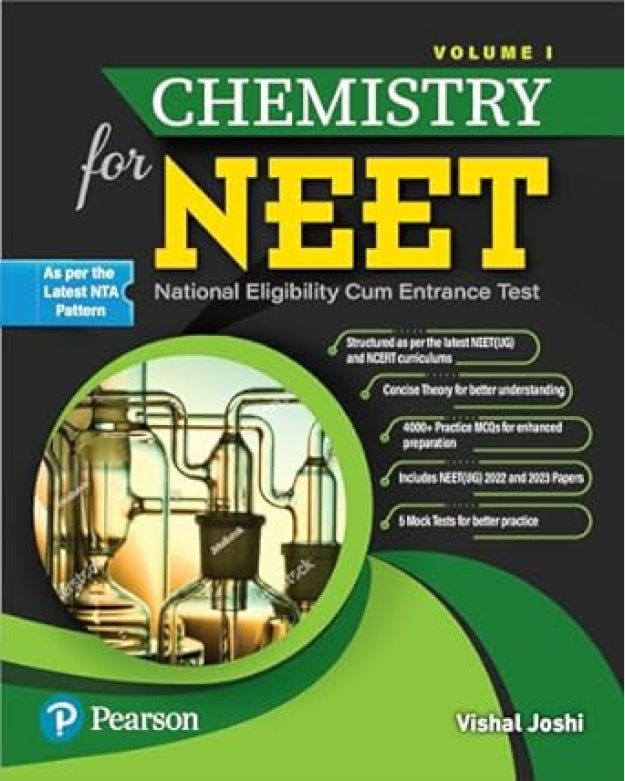 VOLUME I
CHEMISTRY
for
NEET
As per the
Latest NTA
Pattern
National Eligibility Cum Entrance Test
Structured as per the latest NEET(UG)
and NCERT curriculums
Concise Theory for better understanding
4000+ Practice MCQs for enhanced
preparation
Includes NEET(UG) 2022 and 2023 Papers
5 Mock Tests for better practice
Pearson
Vishal Joshi